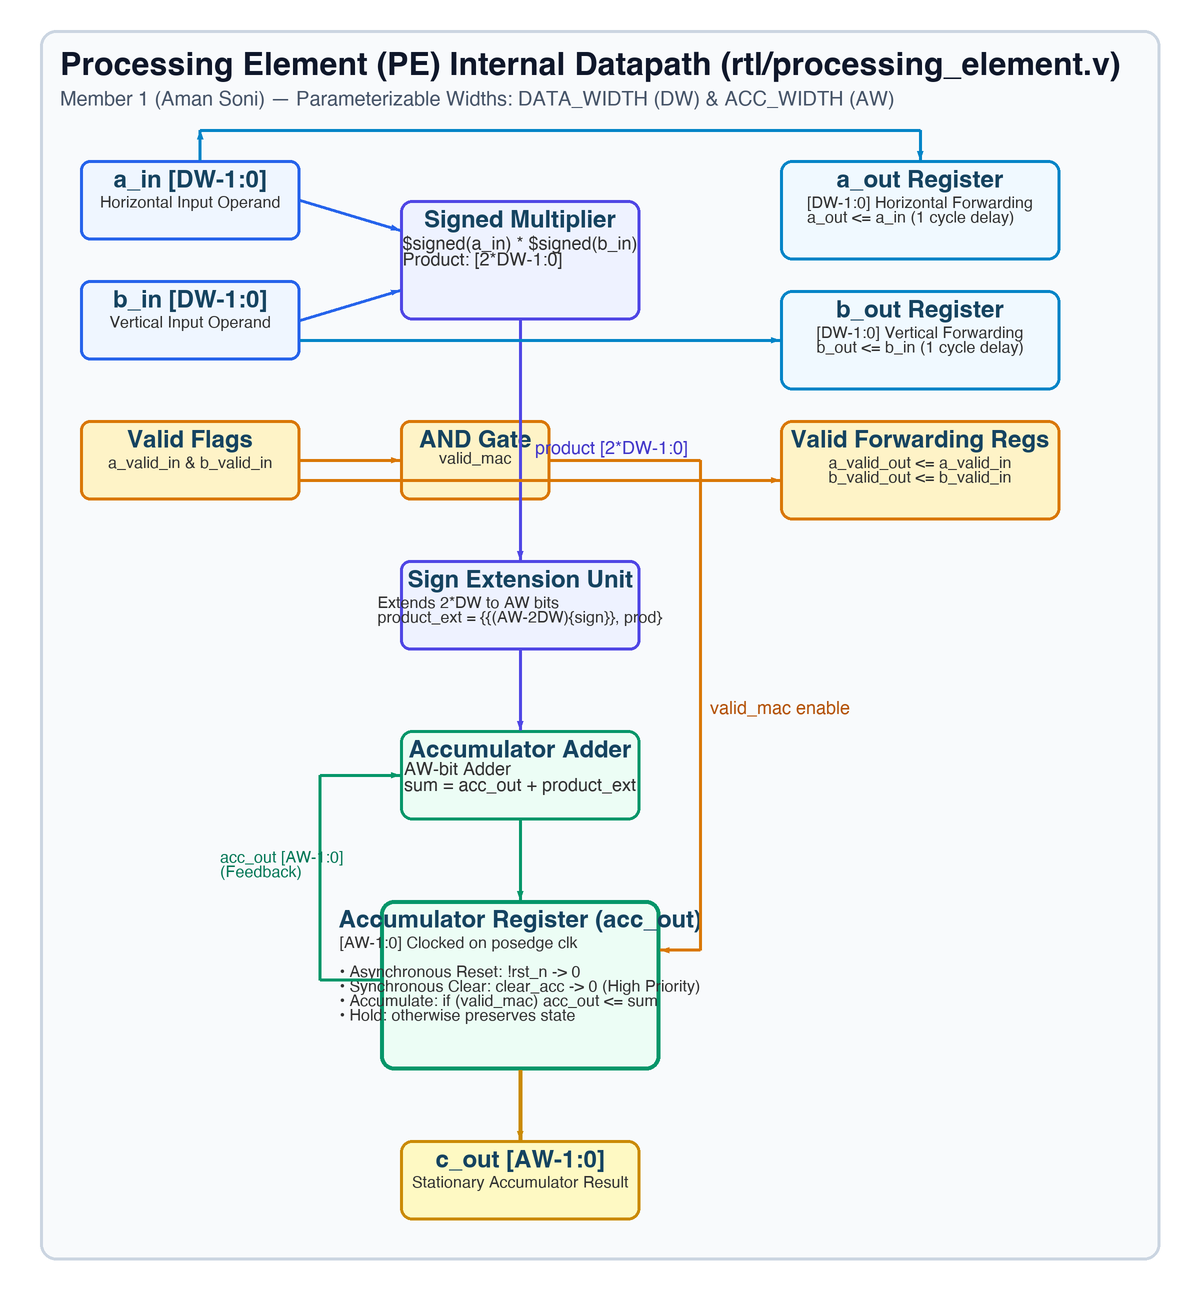 Processing Element (PE) Internal Datapath (rtl/processing_element.v)
Member 1 (Aman Soni) — Parameterizable Widths: DATA_WIDTH (DW) & ACC_WIDTH (AW)
a_in [DW-1:0]
Horizontal Input Operand
a_out Register
[DW-1:0] Horizontal Forwarding
a_out <= a_in (1 cycle delay)
Signed Multiplier
$signed(a_in) * $signed(b_in)
Product: [2*DW-1:0]
b_in [DW-1:0]
Vertical Input Operand
b_out Register
[DW-1:0] Vertical Forwarding
b_out <= b_in (1 cycle delay)
Valid Flags
a_valid_in & b_valid_in
AND Gate
valid_mac
product [2*DW-1:0]
Valid Forwarding Regs
a_valid_out <= a_valid_in
b_valid_out <= b_valid_in
Sign Extension Unit
Extends 2*DW to AW bits
product_ext = {{(AW-2DW){sign}}, prod}
valid_mac enable
Accumulator Adder
AW-bit Adder
sum = acc_out + product_ext
acc_out [AW-1:0]
(Feedback)
Accumulator Register (acc_out)
[AW-1:0] Clocked on posedge clk
• Asynchronous Reset: !rst_n -> 0
• Synchronous Clear: clear_acc -> 0 (High Priority)
• Accumulate: if (valid_mac) acc_out <= sum
• Hold: otherwise preserves state
c_out [AW-1:0]
Stationary Accumulator Result